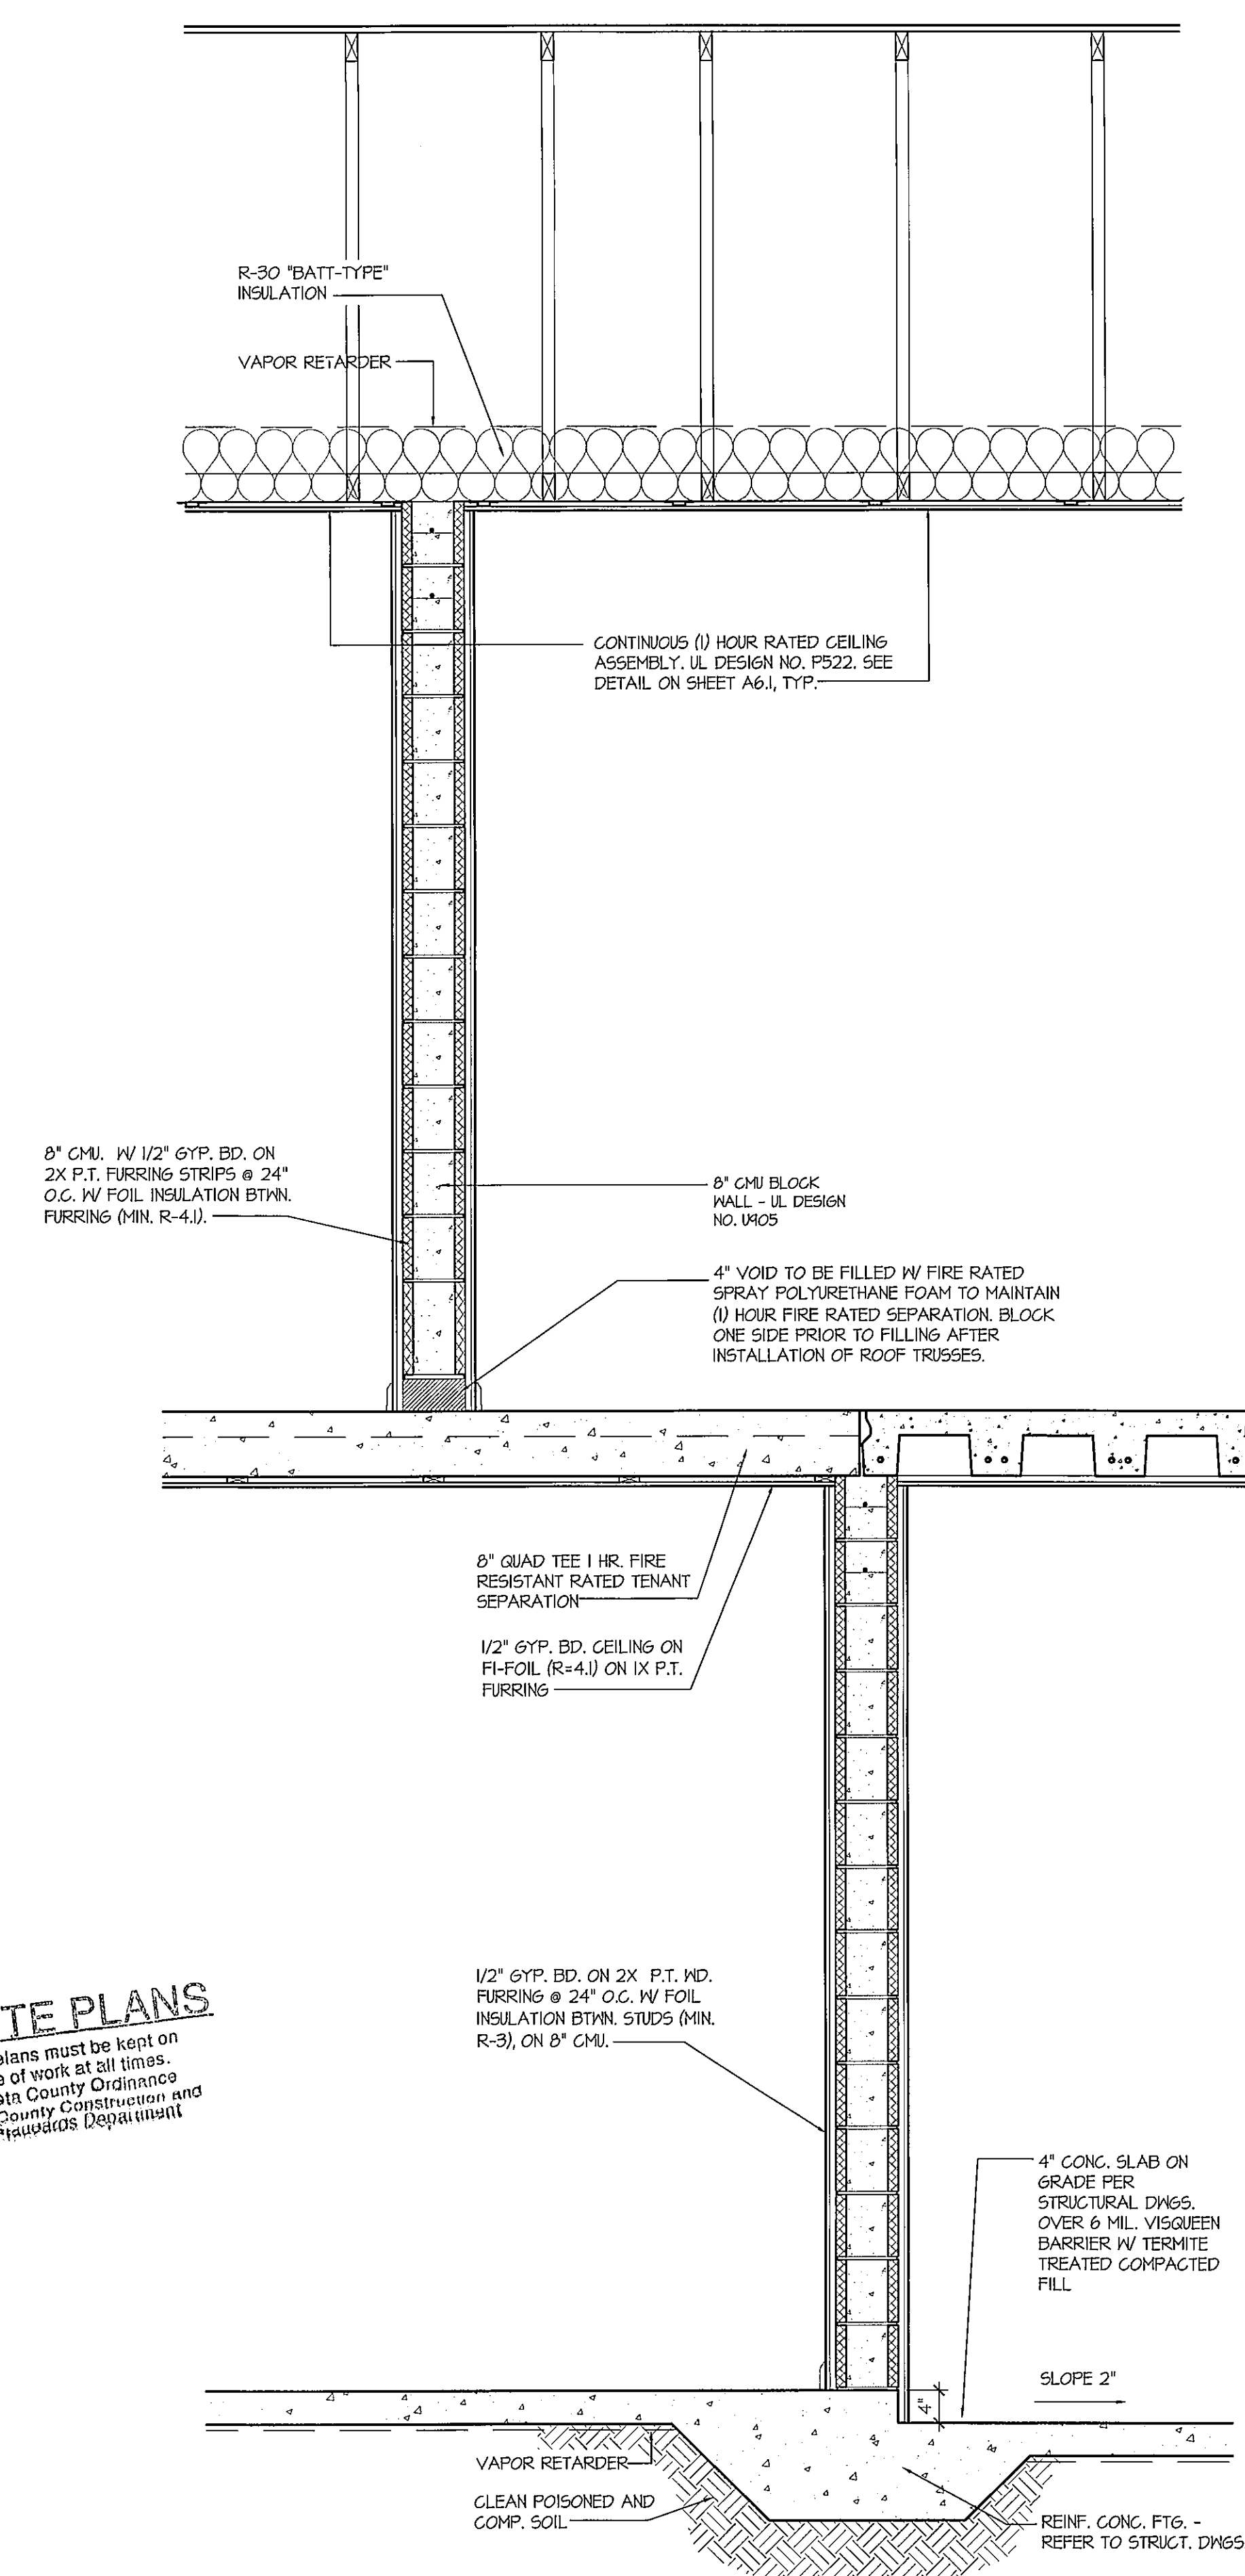 R-30 "BATT-TYPE"
INSULATION
VAPOR RETARDER
CONTINUOUS (1) HOUR RATED CEILING
ASSEMBLY. UL DESIGN NO. P522. SEE
DETAIL ON SHEET A6.1, TYP.
8" CMU. W/ 1/2" GYP. BD. ON
2X P.T. FURRING STRIPS @ 24"
O.C. W/ FOIL INSULATION BTWN.
FURRING (MIN. R-4.1).
8" CMU BLOCK
WALL - UL DESIGN
NO. U905
4" VOID TO BE FILLED W/ FIRE RATED
SPRAY POLYURETHANE FOAM TO MAINTAIN
(1) HOUR FIRE RATED SEPARATION. BLOCK
ONE SIDE PRIOR TO FILLING AFTER
INSTALLATION OF ROOF TRUSSES.
8" QUAD TEE 1 HR. FIRE
RESISTANT RATED TENANT
SEPARATION
1/2" GYP. BD. CEILING ON
FI-FOIL (R=4.1) ON 1X P.T.
FURRING
1/2" GYP. BD. ON 2X P.T. WD.
FURRING @ 24" O.C. W/ FOIL
INSULATION BTWN. STUDS (MIN.
R-3), ON 8" CMU.
TE PLANS
plans must be kept on
of work at all times.
County Ordinance
County Construction and
Department
4" CONC. SLAB ON
GRADE PER
STRUCTURAL DWGS.
OVER 6 MIL. VISQUEEN
BARRIER W/ TERMITE
TREATED COMPACTED
FILL
SLOPE 2"
4"
VAPOR RETARDER
CLEAN POISONED AND
COMP. SOIL
REINF. CONC. FTG. -
REFER TO STRUCT. DWGS